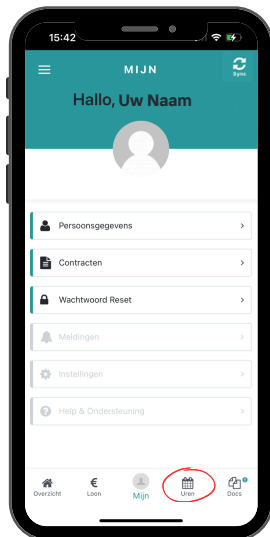 15:42
MIJN
Sync
Hallo, Uw Naam
Persoonsgegevens
Contracten
Wachtwoord Reset
Meldingen
Instellingen
Help & Ondersteuning
Overzicht Loon Mijn Uren Docs